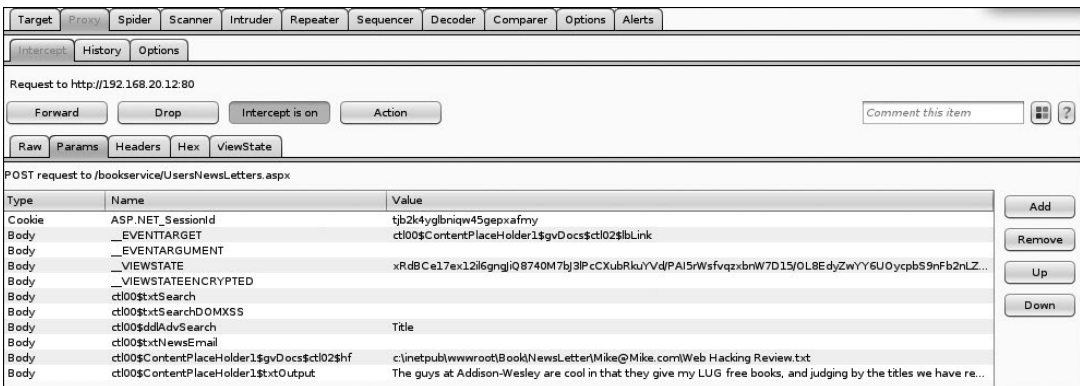 Target Proxy Spider Scanner Intruder Repeater Sequencer Decoder Comparer Options Alerts
Intercept History Options
Request to http://192.168.20.12:80
Forward Drop Intercept is on Action Comment this item ?
Raw Params Headers Hex ViewState
POST request to /bookservice/UsersNewsLetters.aspx
Type Name Value
Cookie ASP.NET_SessionId tjb2k4yglbniqw45gepxafmy
Body __EVENTTARGET ctl00$ContentPlaceHolder1$gvDocs$ctl02$lbLink
Body __EVENTARGUMENT
Body __VIEWSTATE
Body __VIEWSTATEENCRYPTED
Body ctl00$txtSearch
Body ctl00$txtSearchDOMXSS
Body ctl00$ddlAdvSearch Title
Body ctl00$txtNewsEmail
Body ctl00$ContentPlaceHolder1$gvDocs$ctl02$hf c:\inetpub\wwwroot\Book\NewsLetter\Mike@Mike.com\Web Hacking Review.txt
Body ctl00$ContentPlaceHolder1$txtOutput The guys at Addison-Wesley are cool in that they give my LUG free books, and judging by the titles we have re...
Add
Remove
Up
Down